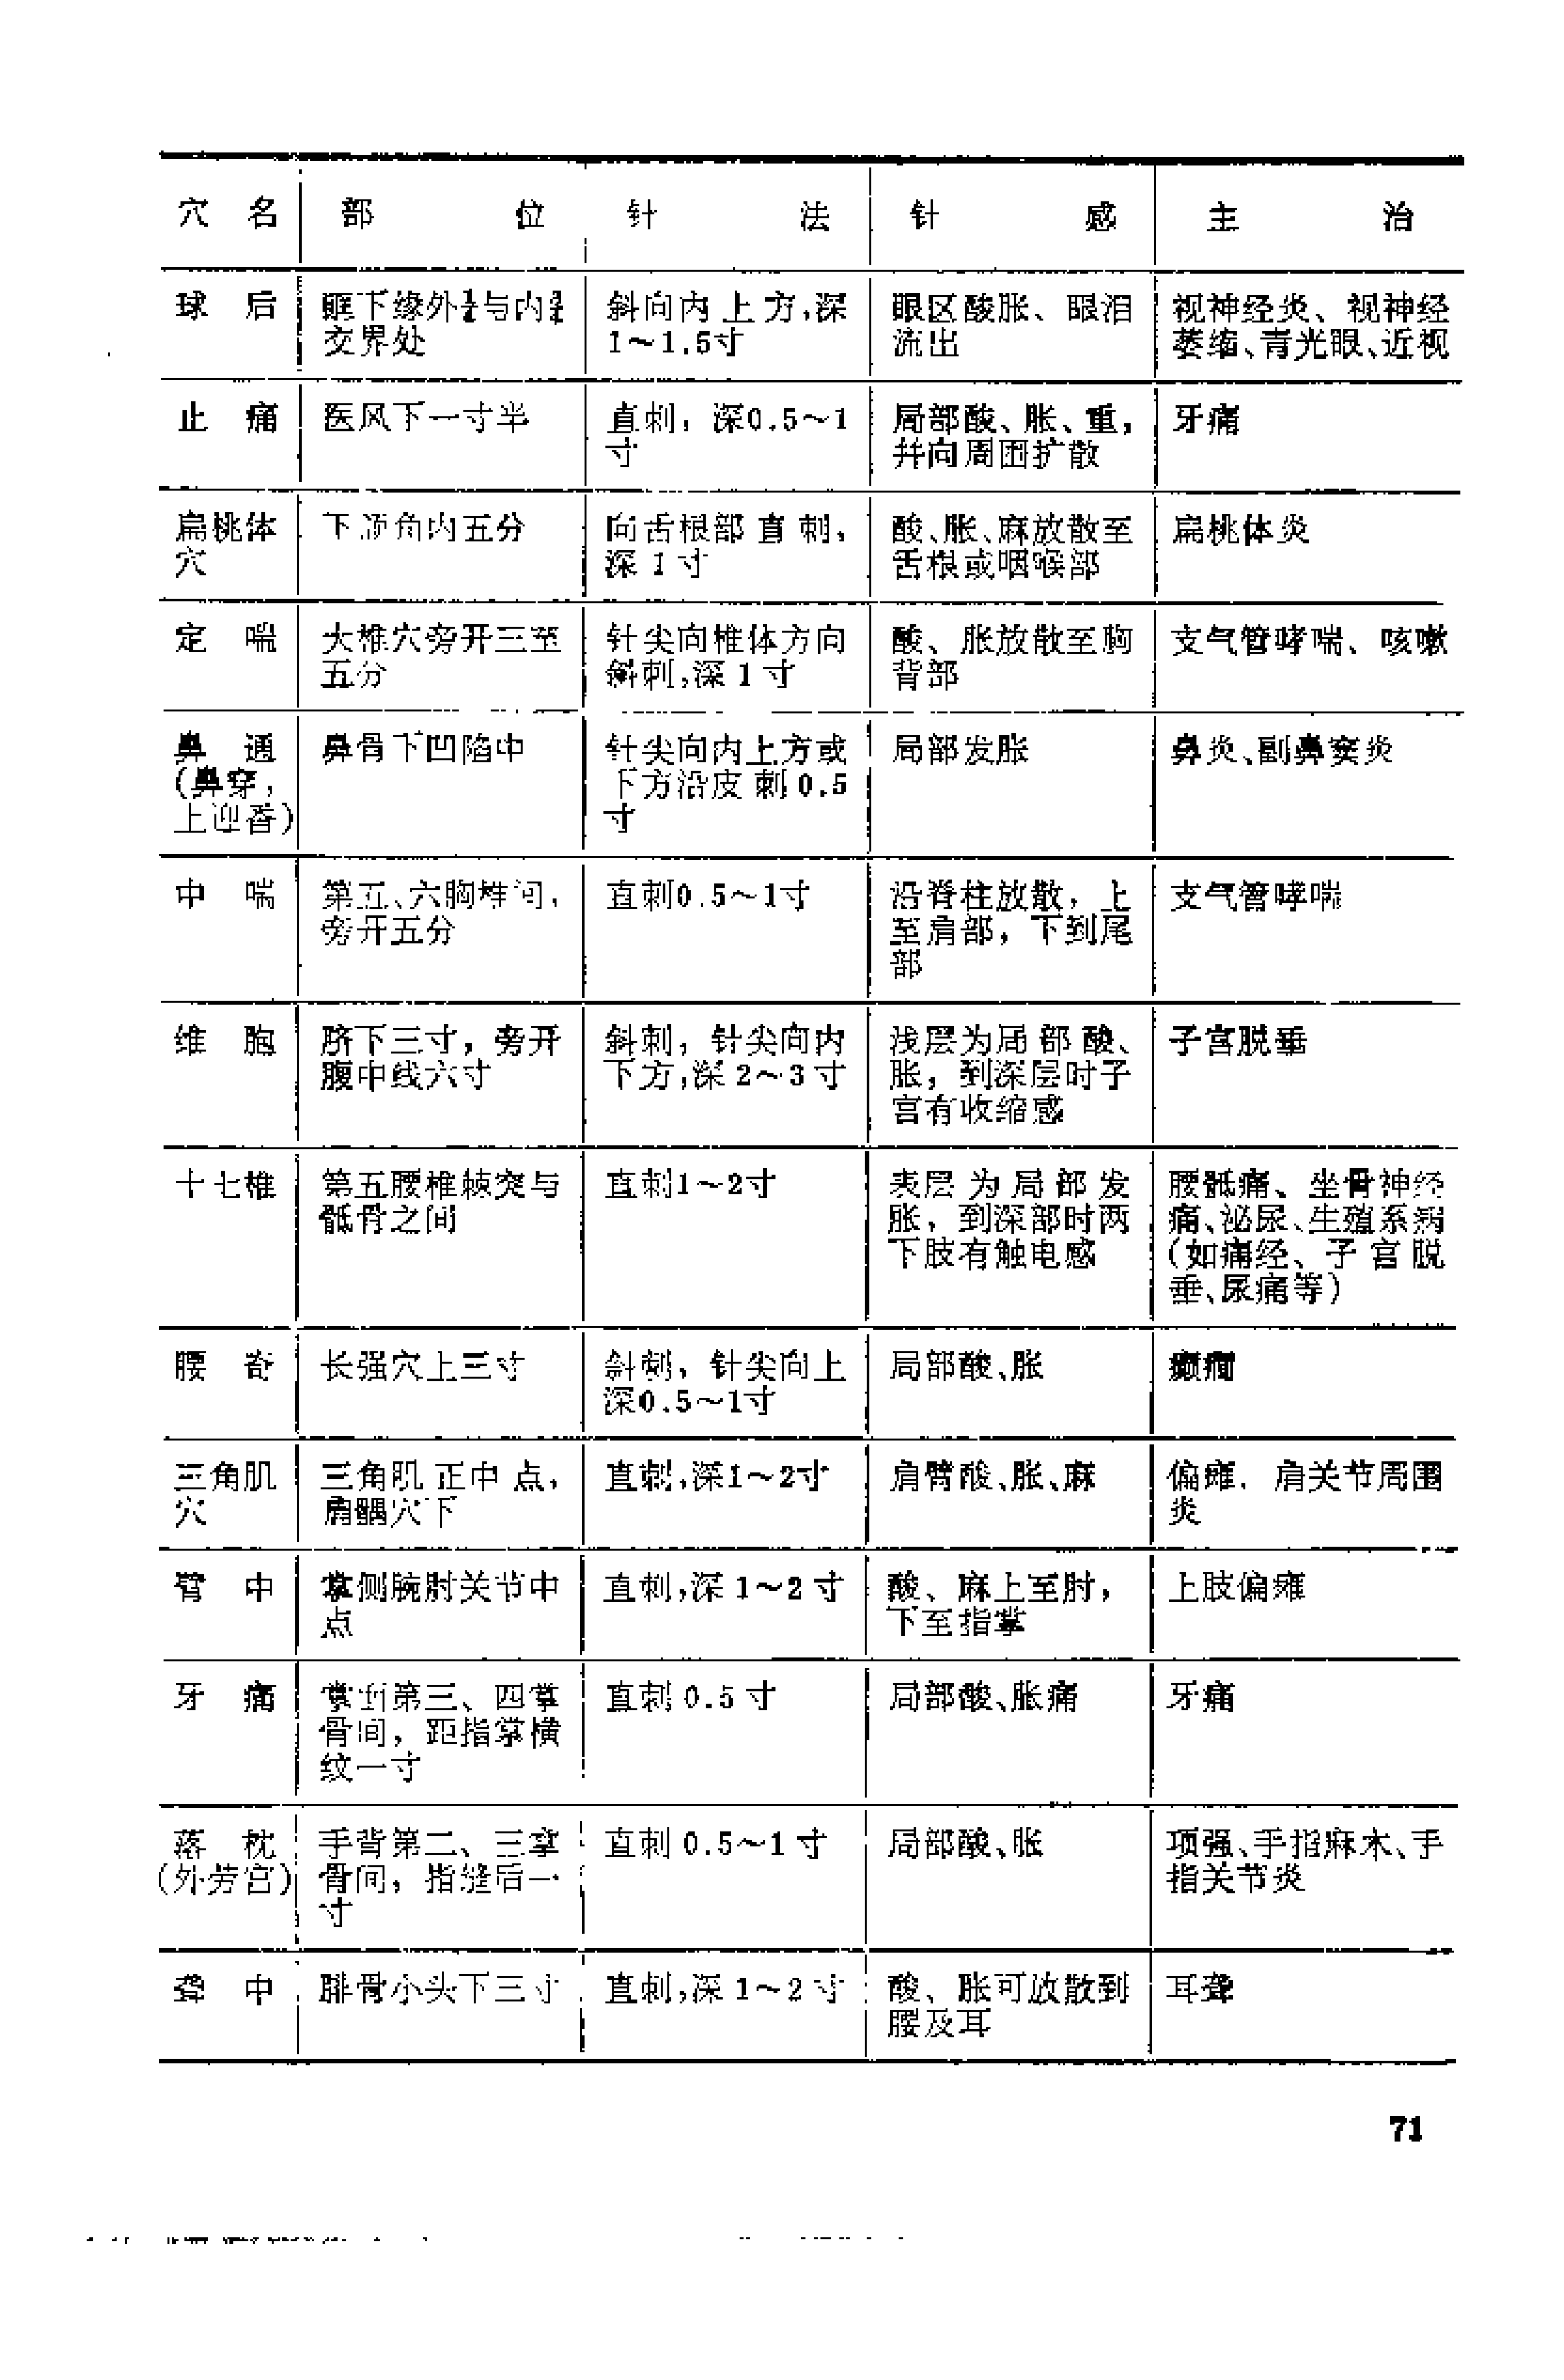 穴 名 部 位 针 法 针 感 主 治
球 后 眶下缘外¼与内¾ 斜向内上方,深 眼区酸胀、眼泪 视神经炎、视神经
交界处 1～1.5寸 流出 萎缩、青光眼、近视
止 痛 医风下一寸半 直刺，深0.5～1 局部酸、胀、重， 牙痛
寸 并向周围扩散
扁桃体 下颌角内五分 向舌根部直刺， 酸、胀、麻放散至 扁桃体炎
穴 深1寸 舌根或咽喉部
定 喘 大椎穴旁开三至 针尖向椎体方向 酸、胀放散至胸 支气管哮喘、咳嗽
五分 斜刺,深1寸 背部
鼻 通 鼻骨下凹陷中 针尖向内上方或 局部发胀 鼻炎、副鼻窦炎
(鼻穿， 下方沿皮刺0.5
上迎香) 寸
中 喘 第五、六胸椎间， 直刺0.5～1寸 沿脊柱放散，上 支气管哮喘
旁开五分 至肩部，下到尾
部
维 胞 脐下三寸，旁开 斜刺，针尖向内 浅层为局部酸、 子宫脱垂
腹中线六寸 下方,深2～3寸 胀，到深层时子
宫有收缩感
十七椎 第五腰椎棘突与 直刺1～2寸 表层为局部发 腰骶痛、坐骨神经
骶骨之间 胀，到深部时两 痛、泌尿、生殖系病
下肢有触电感 (如痛经、子宫脱
垂、尿痛等)
腰 奇 长强穴上三寸 斜刺，针尖向上 局部酸、胀 癫痫
深0.5～1寸
三角肌 三角肌正中点， 直刺,深1～2寸 肩臂酸、胀、麻 偏瘫，肩关节周围
穴 肩髃穴下 炎
臂 中 掌侧腕肘关节中 直刺,深1～2寸 酸、麻上至肘， 上肢偏瘫
点 下至指掌
牙 痛 掌面第三、四掌 直刺0.5寸 局部酸、胀痛 牙痛
骨间，距指掌横
纹一寸
落 枕 手背第二、三掌 直刺0.5～1寸 局部酸、胀 项强、手指麻木、手
(外劳宫) 骨间，指缝后一 指关节炎
寸
聋 中 腓骨小头下三寸 直刺,深1～2寸 酸、胀可放散到 耳聋
腰及耳
71